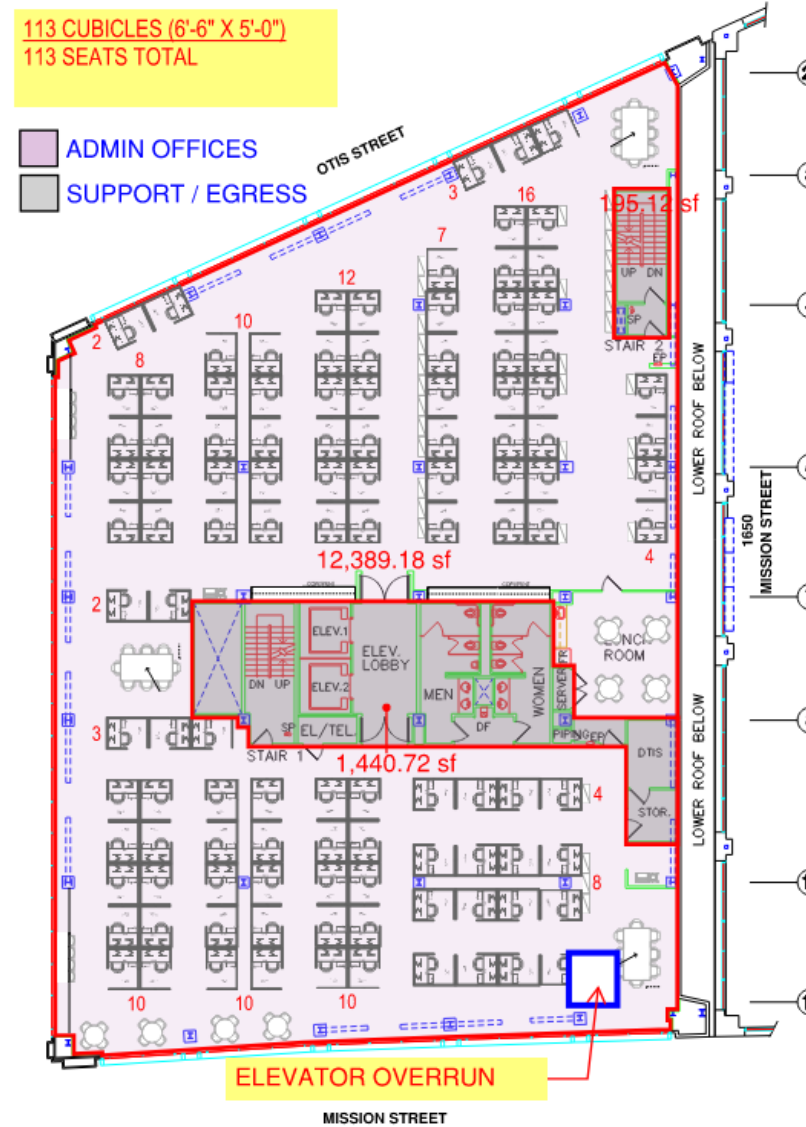 113 CUBICLES (6'-6" X 5'-0")
113 SEATS TOTAL
ADMIN OFFICES
SUPPORT / EGRESS
OTIS STREET
2
3
16
195.12 sf
7
12
UP DN
10
SP
2
STAIR 2
8
EP
LOWER ROOF BELOW
1650
MISSION STREET
4
12,389.18 sf
2
ELEV.1
ELEV.
LOBBY
ROOM
SERVER
FR
ELEV.2
MEN
WOMEN
DN UP
3
SP
EL/TEL.
DF
PIPING
EP
DTIS
STAIR 1
1,440.72 sf
STOR.
LOWER ROOF BELOW
4
8
10
10
10
ELEVATOR OVERRUN
MISSION STREET